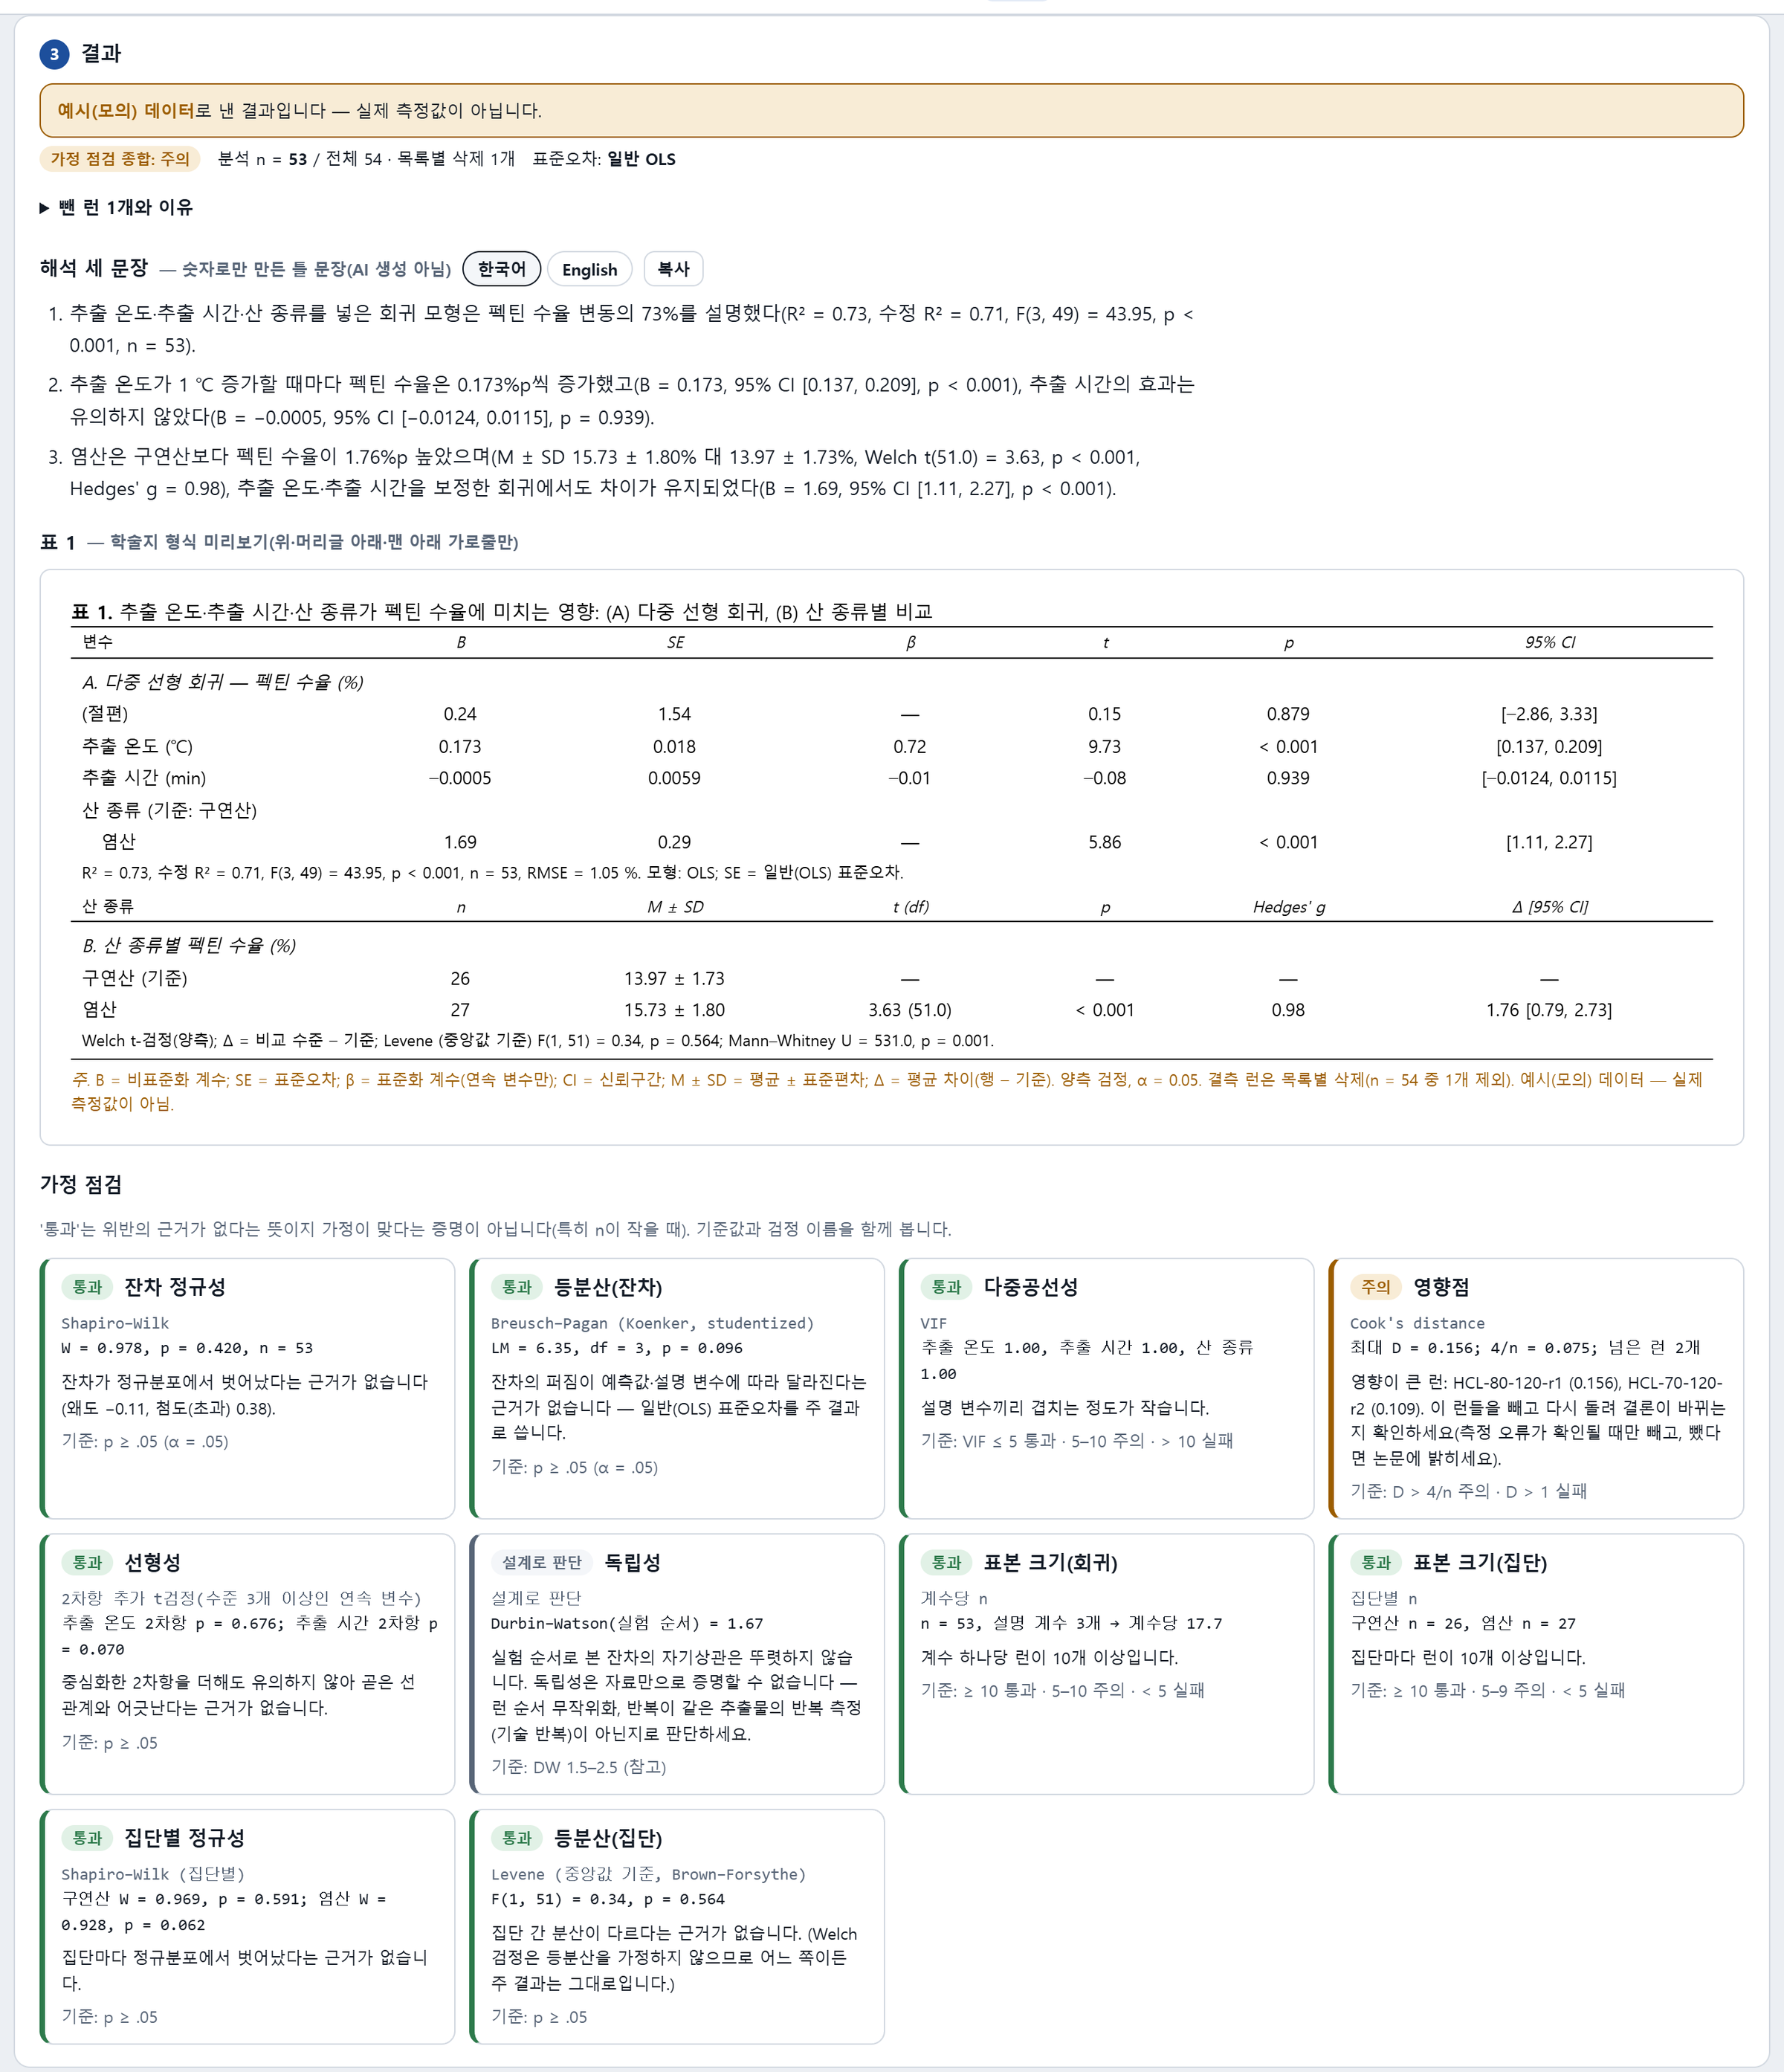 3 결과
예시(모의) 데이터로 낸 결과입니다 — 실제 측정값이 아닙니다.
가정 점검 종합: 주의 분석 n = 53 / 전체 54 · 목록별 삭제 1개 표준오차: 일반 OLS
▶ 뺀 런 1개와 이유
해석 세 문장 — 숫자로만 만든 틀 문장(AI 생성 아님) 한국어 English 복사
1. 추출 온도·추출 시간·산 종류를 넣은 회귀 모형은 펙틴 수율 변동의 73%를 설명했다(R² = 0.73, 수정 R² = 0.71, F(3, 49) = 43.95, p <
0.001, n = 53).
2. 추출 온도가 1 ℃ 증가할 때마다 펙틴 수율은 0.173%p씩 증가했고(B = 0.173, 95% CI [0.137, 0.209], p < 0.001), 추출 시간의 효과는
유의하지 않았다(B = −0.0005, 95% CI [−0.0124, 0.0115], p = 0.939).
3. 염산은 구연산보다 펙틴 수율이 1.76%p 높았으며(M ± SD 15.73 ± 1.80% 대 13.97 ± 1.73%, Welch t(51.0) = 3.63, p < 0.001,
Hedges' g = 0.98), 추출 온도·추출 시간을 보정한 회귀에서도 차이가 유지되었다(B = 1.69, 95% CI [1.11, 2.27], p < 0.001).
표 1 — 학술지 형식 미리보기(위·머리글 아래·맨 아래 가로줄만)
표 1. 추출 온도·추출 시간·산 종류가 펙틴 수율에 미치는 영향: (A) 다중 선형 회귀, (B) 산 종류별 비교
변수 B SE β t p 95% CI
A. 다중 선형 회귀 — 펙틴 수율 (%)
(절편) 0.24 1.54 — 0.15 0.879 [−2.86, 3.33]
추출 온도 (℃) 0.173 0.018 0.72 9.73 < 0.001 [0.137, 0.209]
추출 시간 (min) −0.0005 0.0059 −0.01 −0.08 0.939 [−0.0124, 0.0115]
산 종류 (기준: 구연산)
염산 1.69 0.29 — 5.86 < 0.001 [1.11, 2.27]
R² = 0.73, 수정 R² = 0.71, F(3, 49) = 43.95, p < 0.001, n = 53, RMSE = 1.05 %. 모형: OLS; SE = 일반(OLS) 표준오차.
산 종류 n M ± SD t (df) p Hedges' g Δ [95% CI]
B. 산 종류별 펙틴 수율 (%)
구연산 (기준) 26 13.97 ± 1.73 — — — —
염산 27 15.73 ± 1.80 3.63 (51.0) < 0.001 0.98 1.76 [0.79, 2.73]
Welch t-검정(양측); Δ = 비교 수준 − 기준; Levene (중앙값 기준) F(1, 51) = 0.34, p = 0.564; Mann–Whitney U = 531.0, p = 0.001.
주. B = 비표준화 계수; SE = 표준오차; β = 표준화 계수(연속 변수만); CI = 신뢰구간; M ± SD = 평균 ± 표준편차; Δ = 평균 차이(행 − 기준). 양측 검정, α = 0.05. 결측 런은 목록별 삭제(n = 54 중 1개 제외). 예시(모의) 데이터 — 실제
측정값이 아님.
가정 점검
'통과'는 위반의 근거가 없다는 뜻이지 가정이 맞다는 증명이 아닙니다(특히 n이 작을 때). 기준값과 검정 이름을 함께 봅니다.
통과 잔차 정규성
Shapiro–Wilk
W = 0.978, p = 0.420, n = 53
잔차가 정규분포에서 벗어났다는 근거가 없습니다
(왜도 −0.11, 첨도(초과) 0.38).
기준: p ≥ .05 (α = .05)
통과 등분산(잔차)
Breusch–Pagan (Koenker, studentized)
LM = 6.35, df = 3, p = 0.096
잔차의 퍼짐이 예측값·설명 변수에 따라 달라진다는
근거가 없습니다 — 일반(OLS) 표준오차를 주 결과
로 씁니다.
기준: p ≥ .05 (α = .05)
통과 다중공선성
VIF
추출 온도 1.00, 추출 시간 1.00, 산 종류
1.00
설명 변수끼리 겹치는 정도가 작습니다.
기준: VIF ≤ 5 통과 · 5–10 주의 · > 10 실패
주의 영향점
Cook's distance
최대 D = 0.156; 4/n = 0.075; 넘은 런 2개
영향이 큰 런: HCL-80-120-r1 (0.156), HCL-70-120-
r2 (0.109). 이 런들을 빼고 다시 돌려 결론이 바뀌는
지 확인하세요(측정 오류가 확인될 때만 빼고, 뺐다
면 논문에 밝히세요).
기준: D > 4/n 주의 · D > 1 실패
통과 선형성
2차항 추가 t검정(수준 3개 이상인 연속 변수)
추출 온도 2차항 p = 0.676; 추출 시간 2차항 p
= 0.070
중심화한 2차항을 더해도 유의하지 않아 곧은 선
관계와 어긋난다는 근거가 없습니다.
기준: p ≥ .05
설계로 판단 독립성
설계로 판단
Durbin–Watson(실험 순서) = 1.67
실험 순서로 본 잔차의 자기상관은 뚜렷하지 않습
니다. 독립성은 자료만으로 증명할 수 없습니다 —
런 순서 무작위화, 반복이 같은 추출물의 반복 측정
(기술 반복)이 아닌지로 판단하세요.
기준: DW 1.5–2.5 (참고)
통과 표본 크기(회귀)
계수당 n
n = 53, 설명 계수 3개 → 계수당 17.7
계수 하나당 런이 10개 이상입니다.
기준: ≥ 10 통과 · 5–10 주의 · < 5 실패
통과 표본 크기(집단)
집단별 n
구연산 n = 26, 염산 n = 27
집단마다 런이 10개 이상입니다.
기준: ≥ 10 통과 · 5–9 주의 · < 5 실패
통과 집단별 정규성
Shapiro–Wilk (집단별)
구연산 W = 0.969, p = 0.591; 염산 W =
0.928, p = 0.062
집단마다 정규분포에서 벗어났다는 근거가 없습니
다.
기준: p ≥ .05
통과 등분산(집단)
Levene (중앙값 기준, Brown–Forsythe)
F(1, 51) = 0.34, p = 0.564
집단 간 분산이 다르다는 근거가 없습니다. (Welch
검정은 등분산을 가정하지 않으므로 어느 쪽이든
주 결과는 그대로입니다.)
기준: p ≥ .05